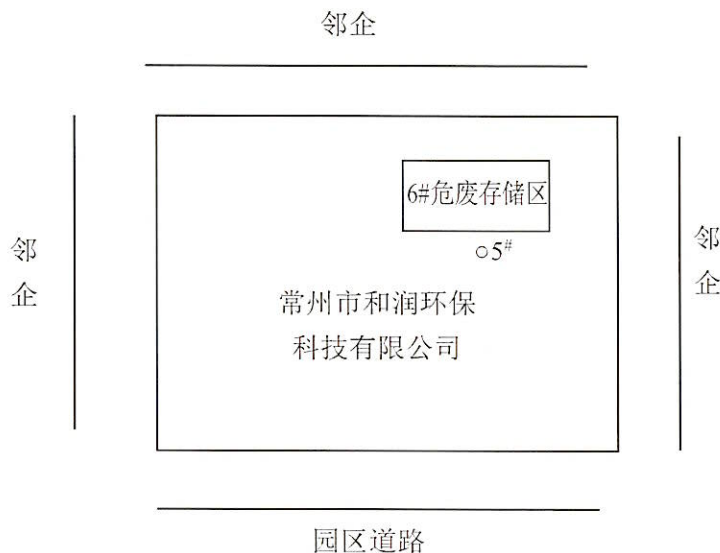 邻企
6#危废存储区
○5#
邻
企
邻
企
常州市和润环保
科技有限公司
园区道路